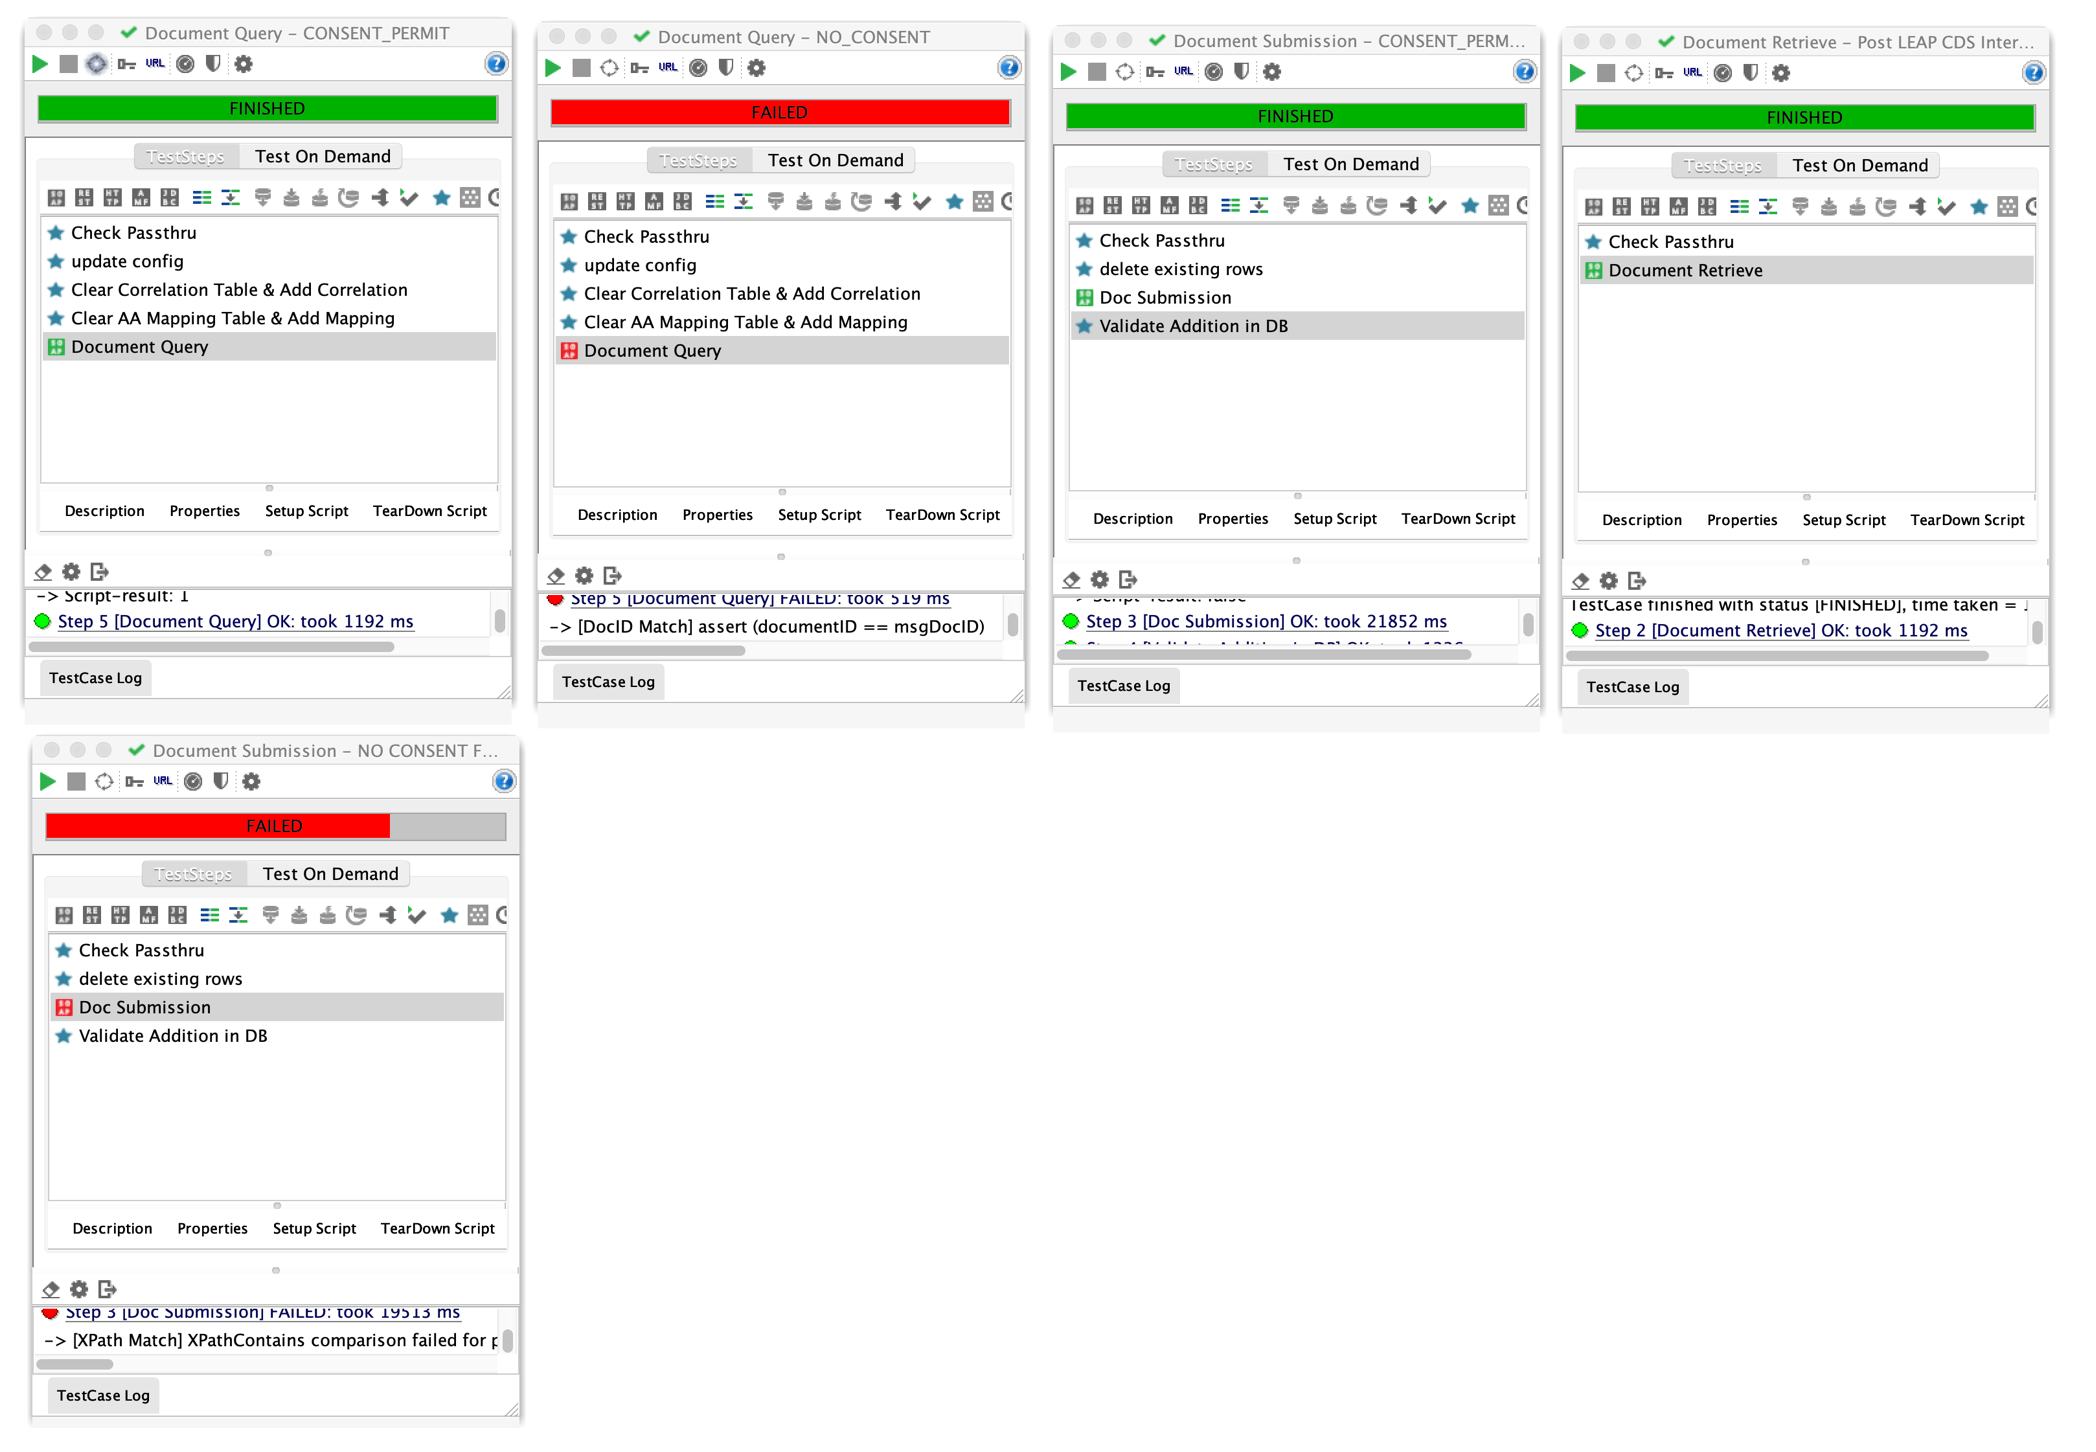 Document Query – CONSENT_PERMIT
URL
FINISHED
TestSteps Test On Demand
Check Passthru
update config
Clear Correlation Table & Add Correlation
Clear AA Mapping Table & Add Mapping
Document Query
Description Properties Setup Script TearDown Script
-> Script-result: 1
Step 5 [Document Query] OK: took 1192 ms
TestCase Log
Document Query – NO_CONSENT
URL
FAILED
TestSteps Test On Demand
Check Passthru
update config
Clear Correlation Table & Add Correlation
Clear AA Mapping Table & Add Mapping
Document Query
Description Properties Setup Script TearDown Script
Step 5 [Document Query] FAILED: took 519 ms
-> [DocID Match] assert (documentID == msgDocID)
TestCase Log
Document Submission – CONSENT_PERM...
URL
FINISHED
TestSteps Test On Demand
Check Passthru
delete existing rows
Doc Submission
Validate Addition in DB
Description Properties Setup Script TearDown Script
-> Script-result: false
Step 3 [Doc Submission] OK: took 21852 ms
TestCase Log
Document Retrieve – Post LEAP CDS Inter...
URL
FINISHED
TestSteps Test On Demand
Check Passthru
Document Retrieve
Description Properties Setup Script TearDown Script
TestCase finished with status [FINISHED], time taken =
Step 2 [Document Retrieve] OK: took 1192 ms
TestCase Log
Document Submission – NO CONSENT F...
URL
FAILED
TestSteps Test On Demand
Check Passthru
delete existing rows
Doc Submission
Validate Addition in DB
Description Properties Setup Script TearDown Script
Step 3 [Doc Submission] FAILED: took 19513 ms
-> [XPath Match] XPathContains comparison failed for p
TestCase Log